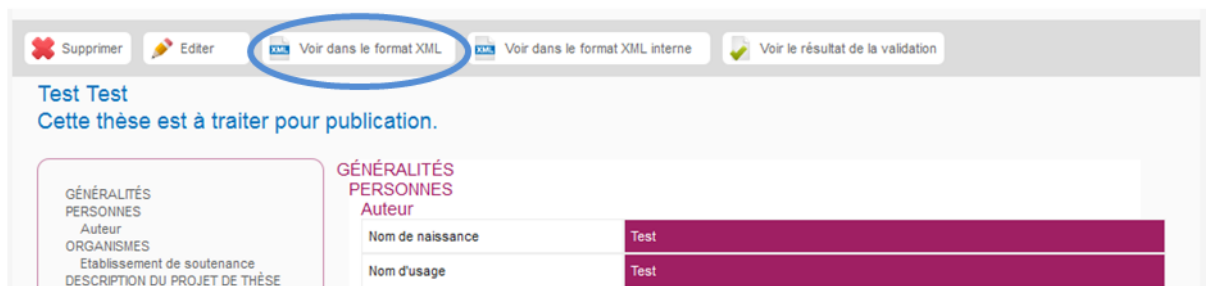 Supprimer Editer XML Voir dans le format XML XML Voir dans le format XML interne Voir le résultat de la validation
Test Test
Cette thèse est à traiter pour publication.
GÉNÉRALITÉS
PERSONNES
Auteur
ORGANISMES
Etablissement de soutenance
DESCRIPTION DU PROJET DE THÈSE
GÉNÉRALITÉS
PERSONNES
Auteur
Nom de naissance Test
Nom d'usage Test